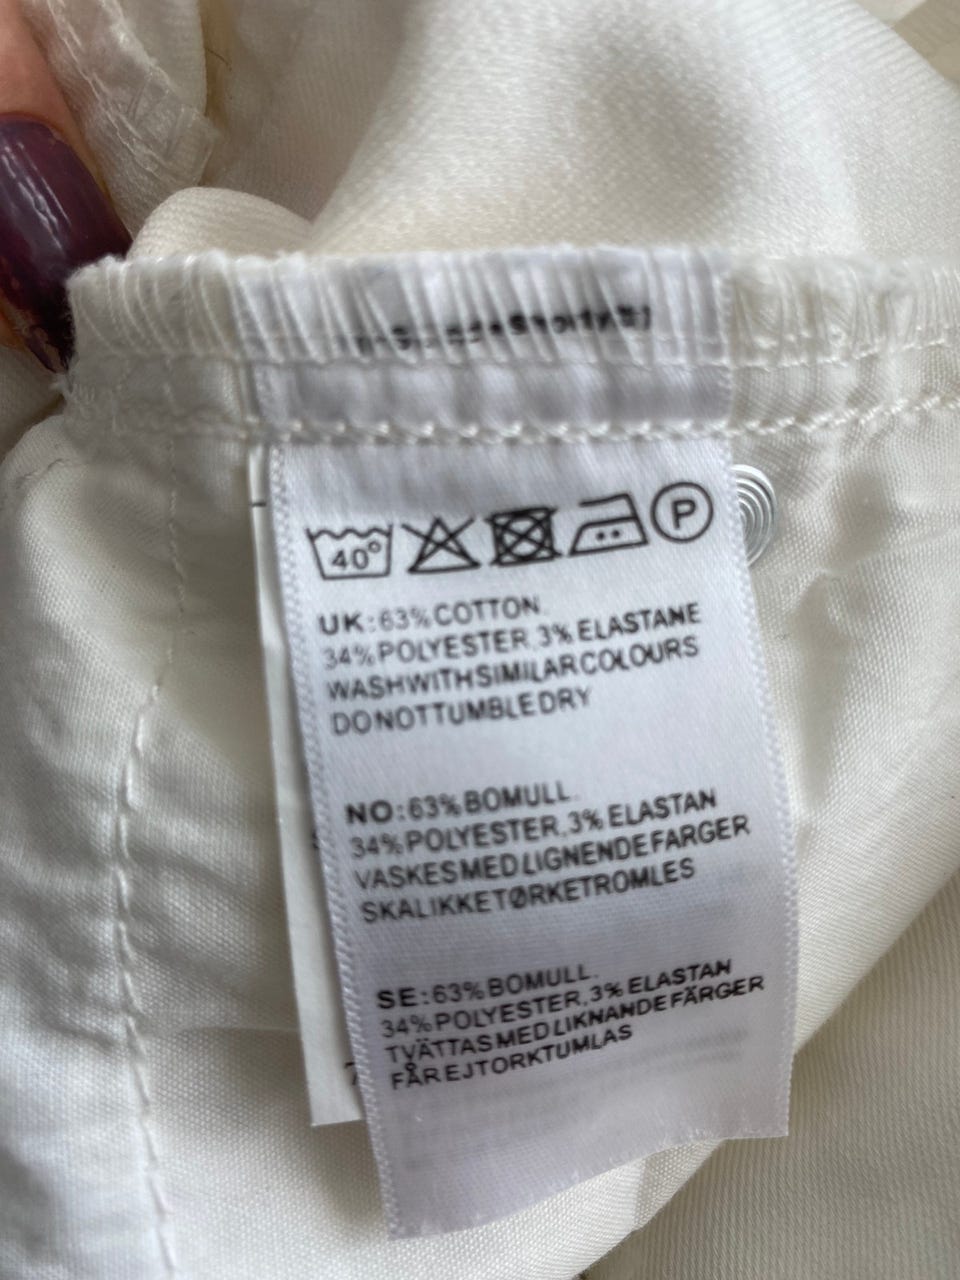 40°
P
UK:63%COTTON.
34%POLYESTER,3%ELASTANE
WASHWITHSIMILARCOLOURS
DONOTTUMBLEDRY
NO:63%BOMULL.
34%POLYESTER,3%ELASTAN
VASKESMEDLIGNENDEFARGER
SKALIKKETØRKETROMLES
SE:63%BOMULL.
34%POLYESTER,3%ELASTAN
TVÄTTASMEDLIKNANDEFÄRGER
FÅREJTORKTUMLAS